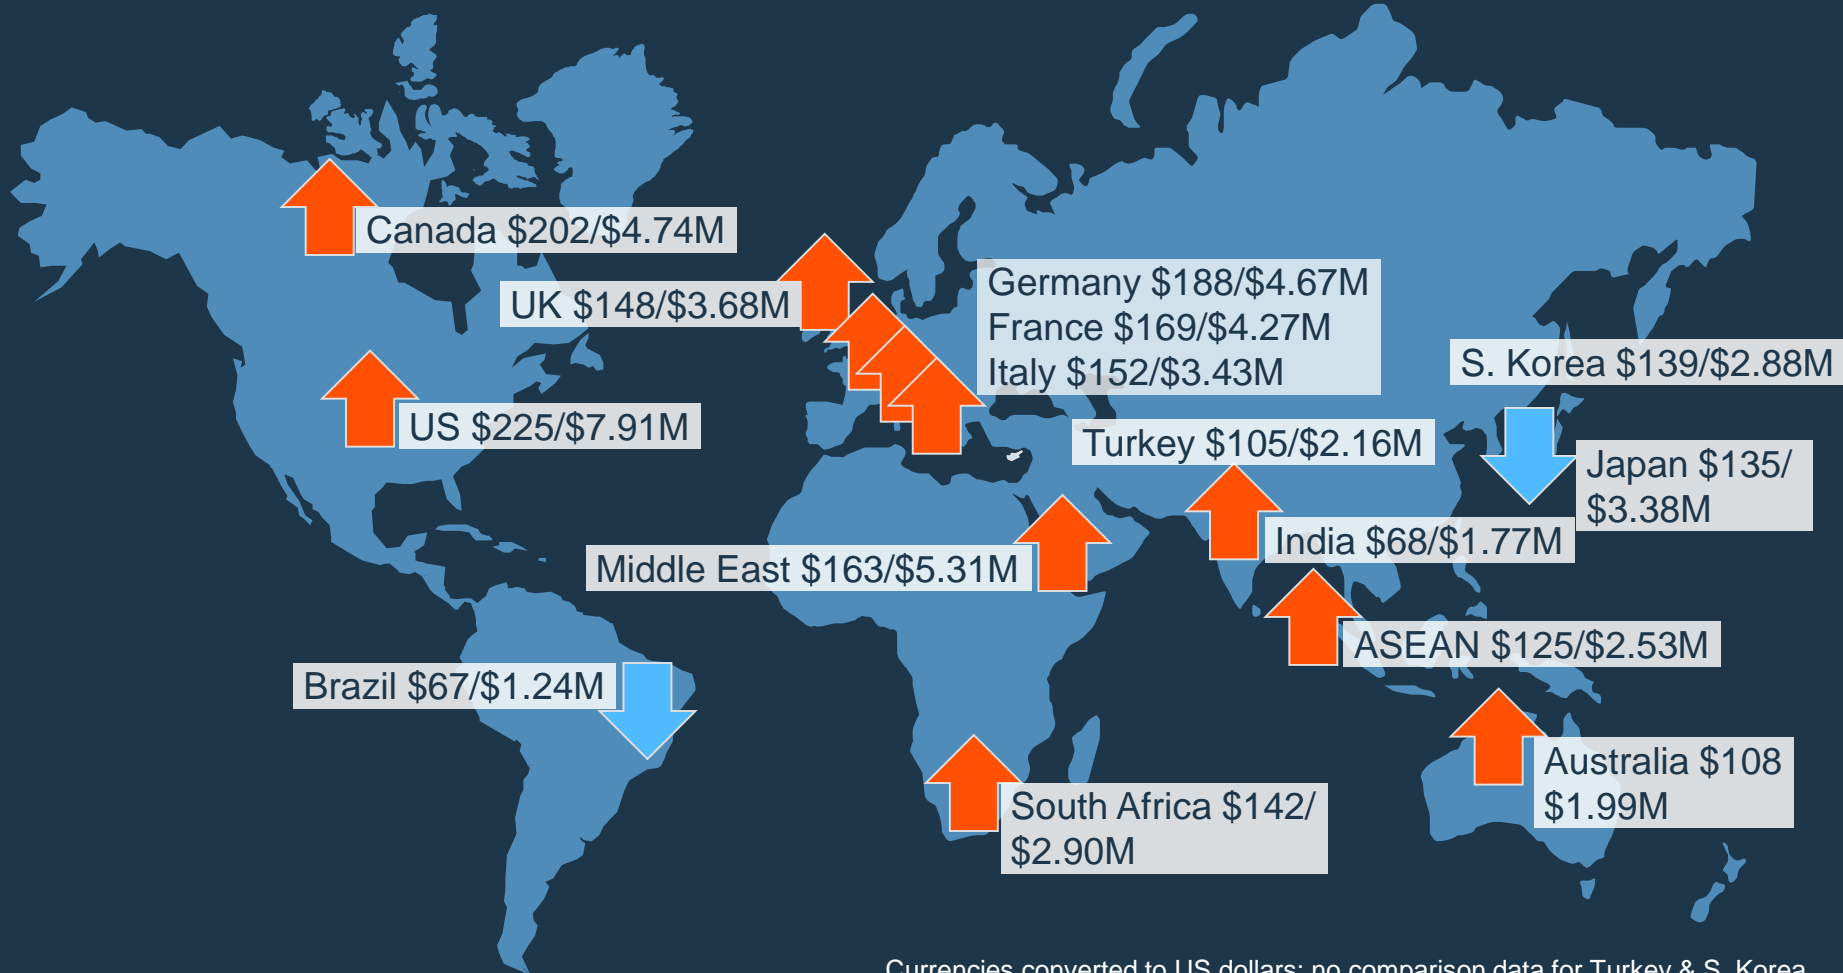 Canada $202/$4.74M
UK $148/$3.68M
Germany $188/$4.67M
France $169/$4.27M
Italy $152/$3.43M
S. Korea $139/$2.88M
US $225/$7.91M
Turkey $105/$2.16M
Japan $135/
$3.38M
India $68/$1.77M
Middle East $163/$5.31M
ASEAN $125/$2.53M
Brazil $67/$1.24M
Australia $108
$1.99M
South Africa $142/
$2.90M
Currencies converted to US dollars; no comparison data for Turkey & S. Korea